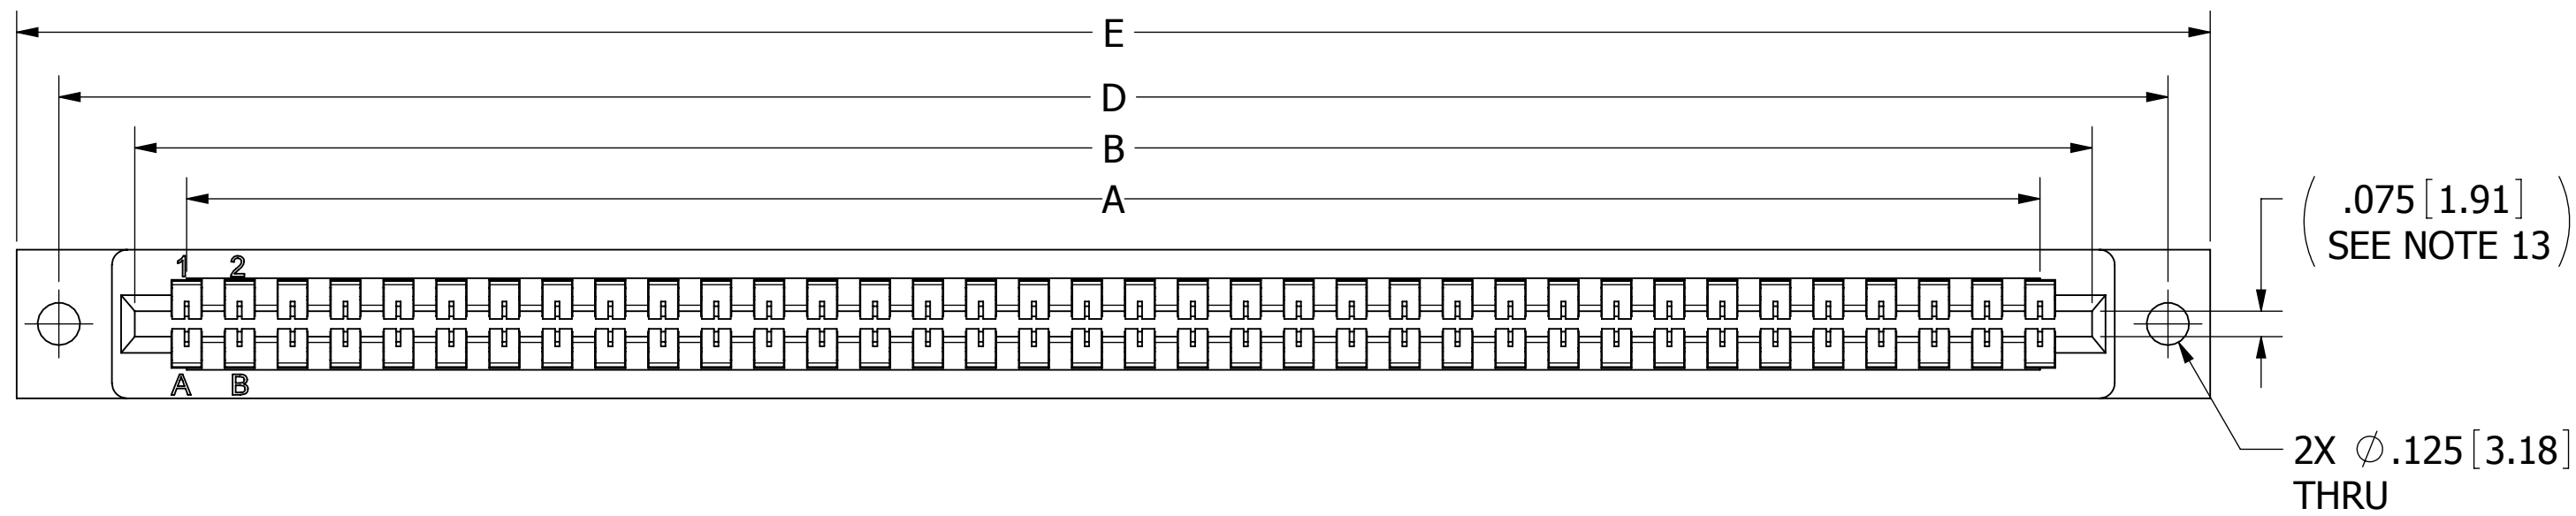 E
D
B
A
( .075 [1.91]
SEE NOTE 13 )
1 2
A B
2X ⌀.125 [3.18]
THRU